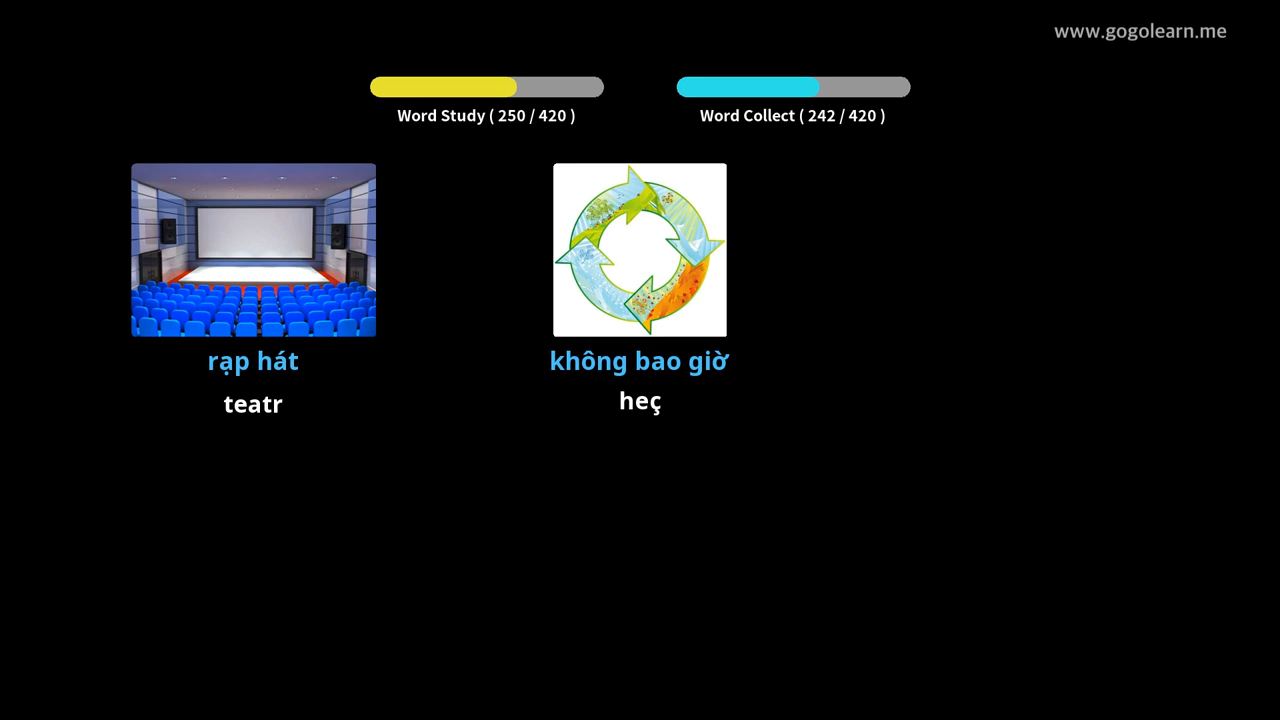 www.gogolearn.me
Word Study ( 250 / 420 )
Word Collect ( 242 / 420 )
rạp hát
teatr
không bao giờ
heç